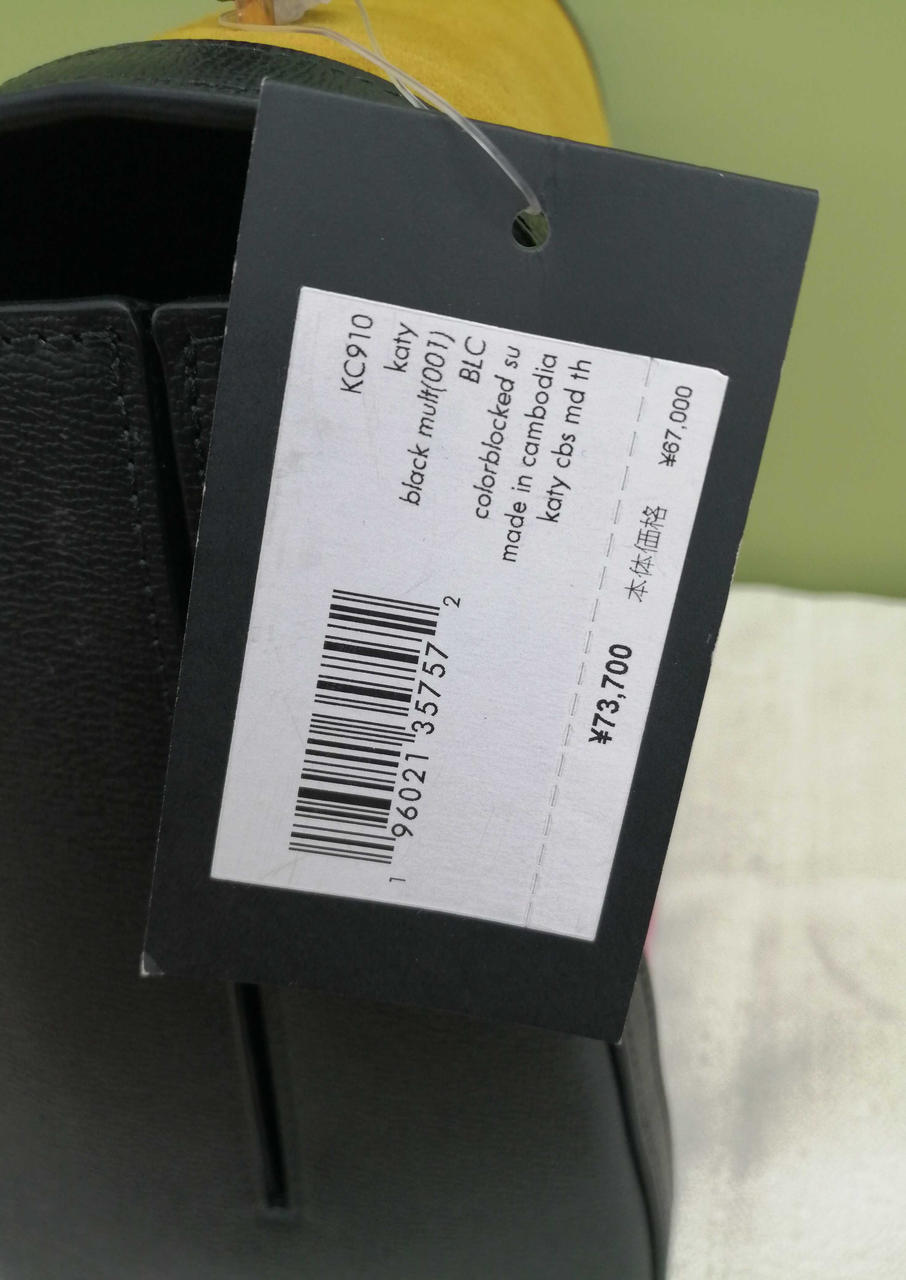 KC910
katy
black mult(001)
BLC
colorblocked su
made in cambodia
katy cbs md th
1 96021 35757 2
本体価格 ¥67,000
¥73,700